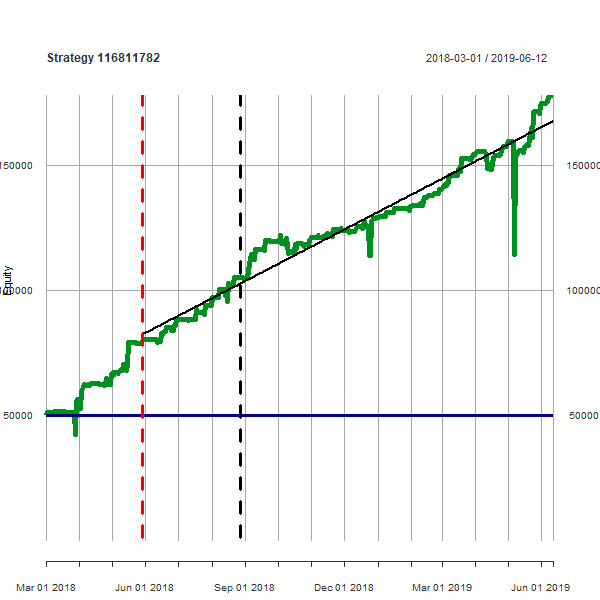 Strategy 116811782
2018-03-01 / 2019-06-12
150000
150000
Equity
100000
100000
50000
50000
Mar 01 2018
Jun 01 2018
Sep 01 2018
Dec 01 2018
Mar 01 2019
Jun 01 2019